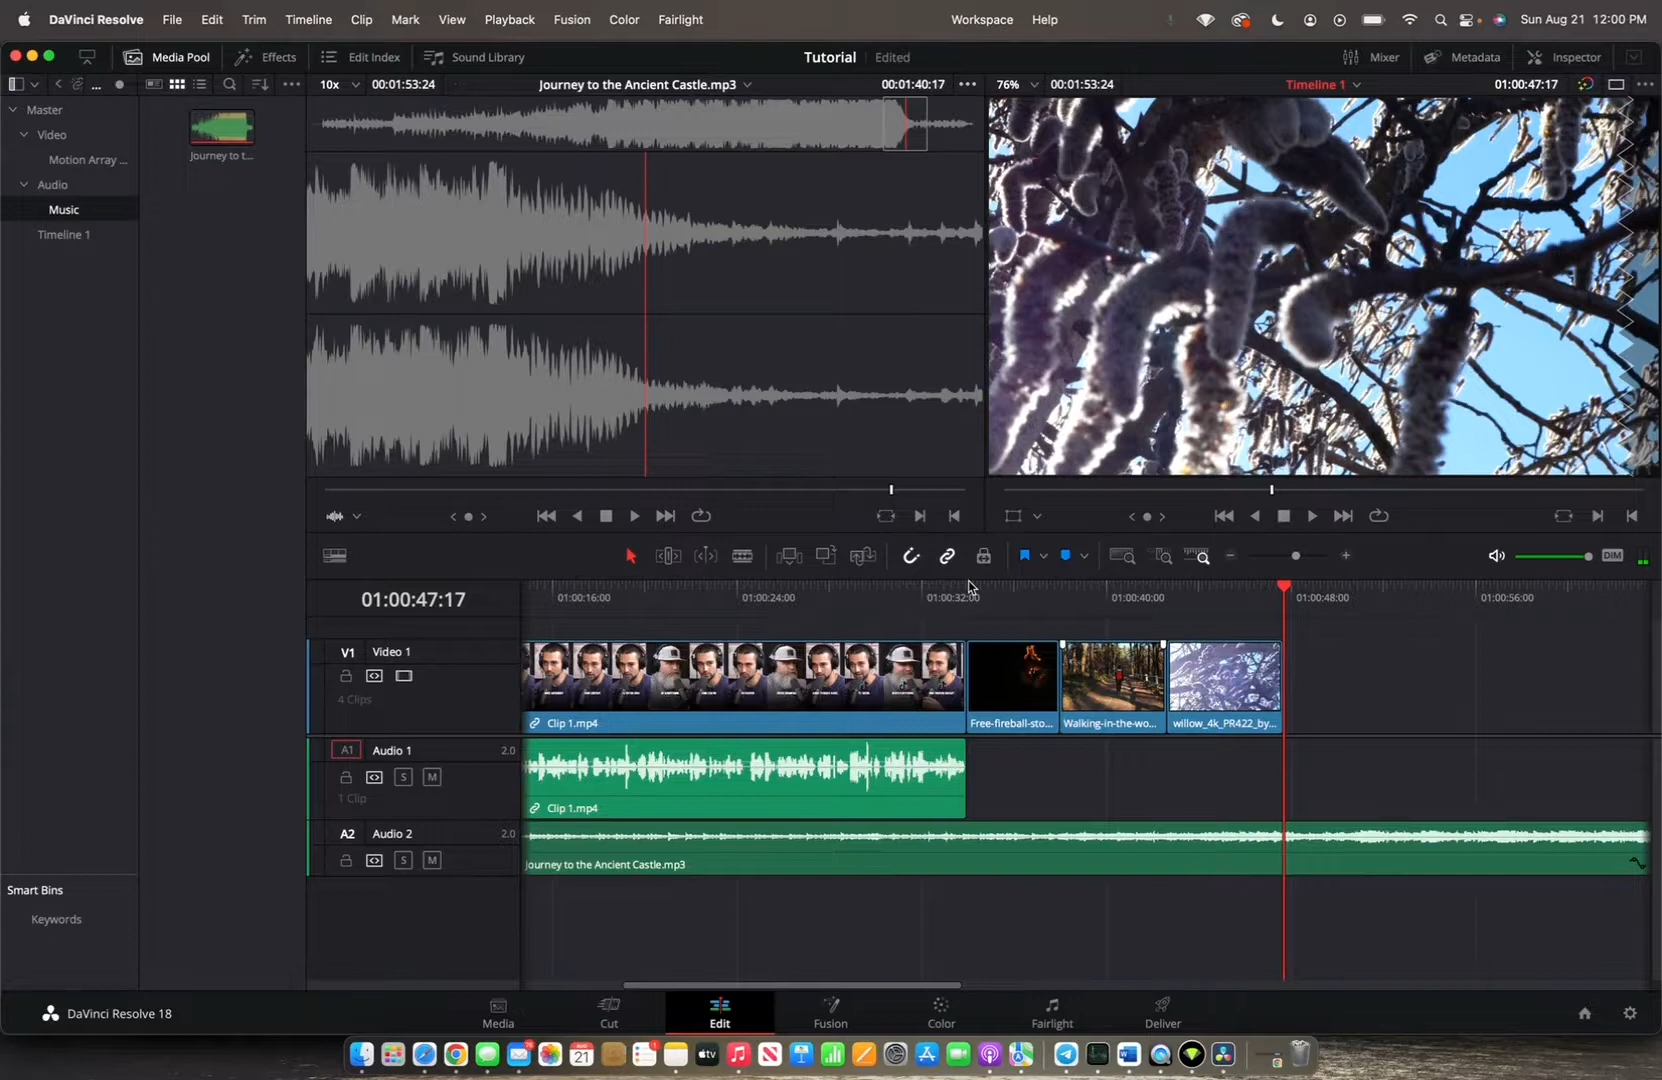 DaVinci Resolve File Edit Trim Timeline Clip Mark View Playback Fusion Color Fairlight Workspace Help Sun Aug 21 12:00 PM
Media Pool Effects Edit Index Sound Library Tutorial Edited Mixer Metadata Inspector
... 10x 00:01:53:24 Journey to the Ancient Castle.mp3 00:01:40:17 76% 00:01:53:24 Timeline 1 01:00:47:17
Master
Video
Motion Array ...
Audio
Music
Timeline 1
Journey to t...
DIM
01:00:47:17
01:00:16:00 01:00:24:00 01:00:32:00 01:00:40:00 01:00:48:00 01:00:56:00
V1 Video 1
4 Clips
Clip 1.mp4 Free-fireball-sto... Walking-in-the-wo... willow_4k_PR422_by...
A1 Audio 1 2.0
S M
1 Clip
Clip 1.mp4
A2 Audio 2 2.0
S M
Journey to the Ancient Castle.mp3
Smart Bins
Keywords
DaVinci Resolve 18
Media Cut Edit Fusion Color Fairlight Deliver
AUG
21
tv